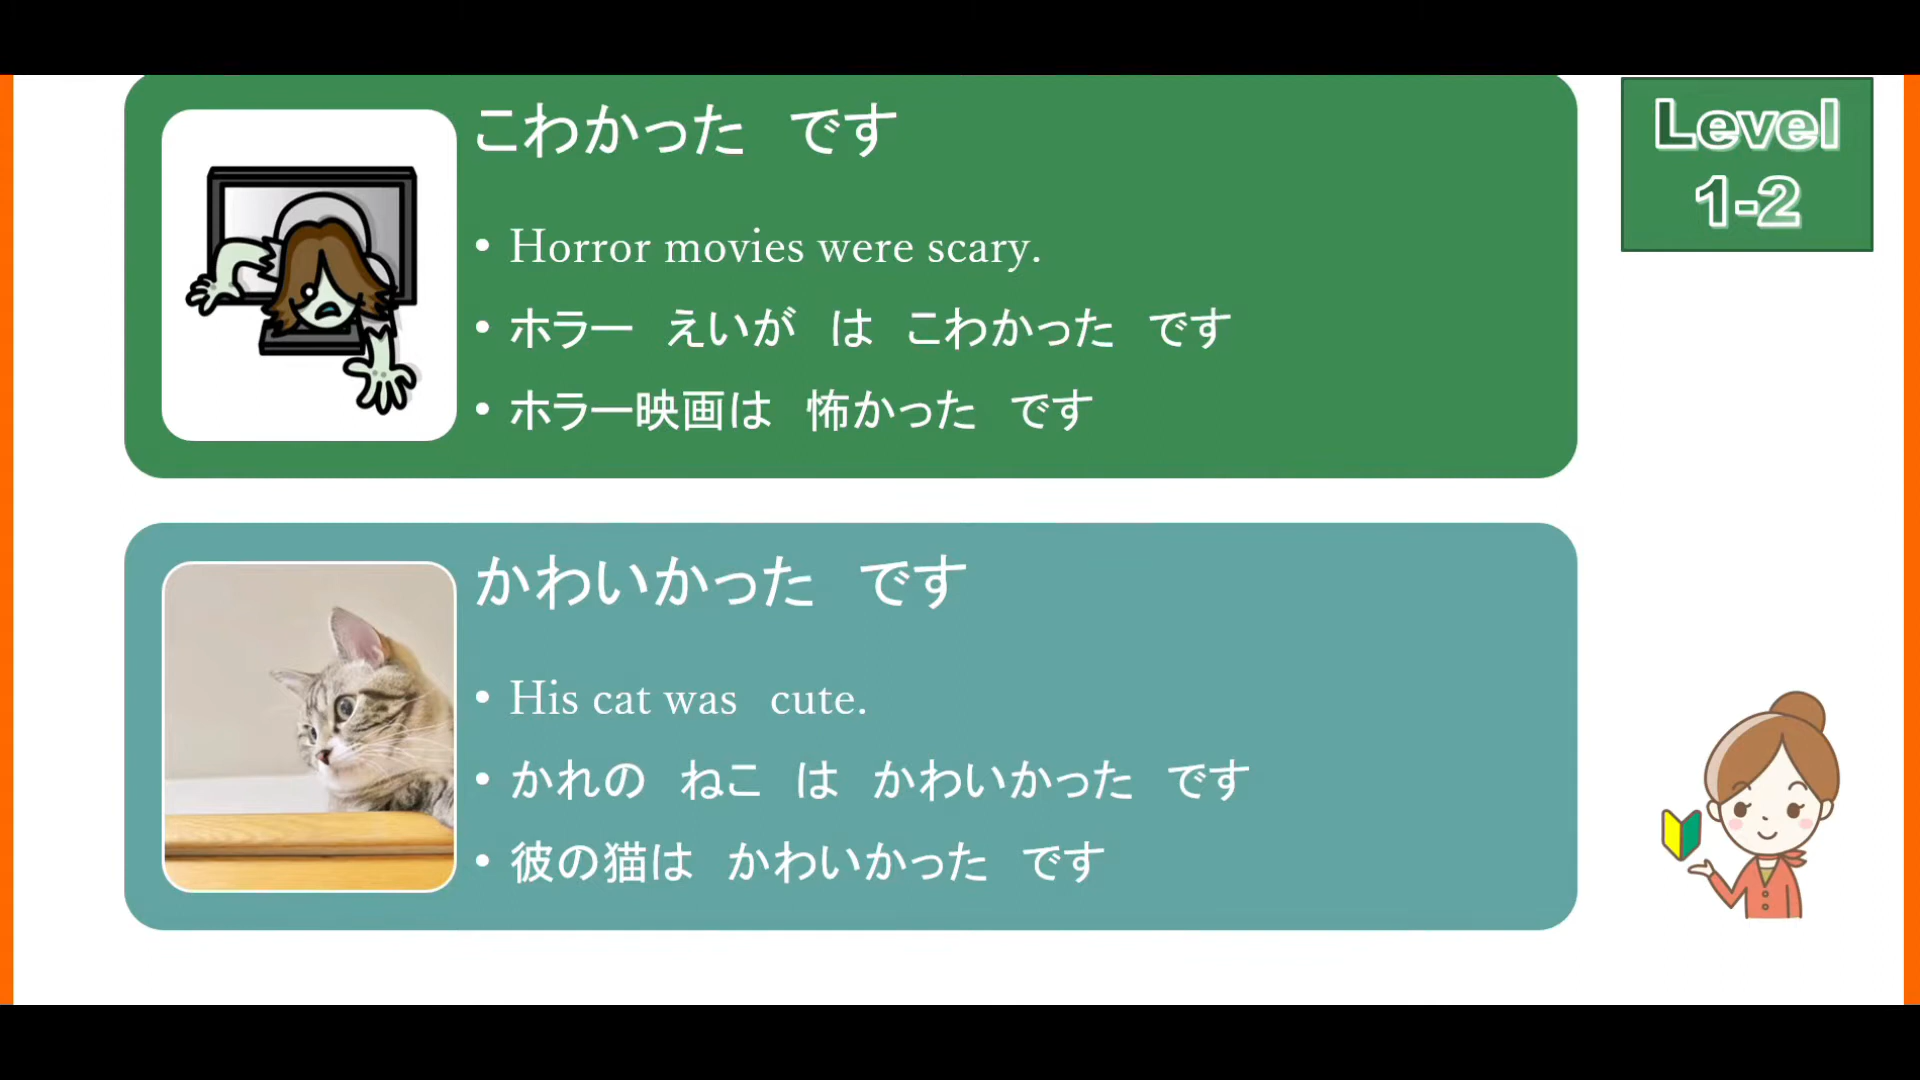 こわかった　です
• Horror movies were scary.
• ホラー　えいが　は　こわかった　です
• ホラー映画は　怖かった　です
Level
1-2
かわいかった　です
• His cat was cute.
• かれの　ねこ　は　かわいかった　です
• 彼の猫は　かわいかった　です